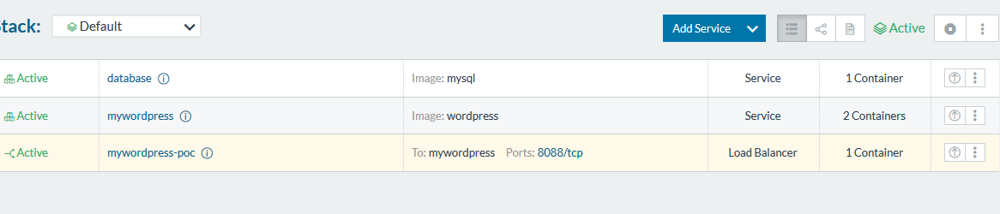 Stack: Default Add Service Active
Active database Image: mysql Service 1 Container
Active mywordpress Image: wordpress Service 2 Containers
Active mywordpress-poc To: mywordpress Ports: 8088/tcp Load Balancer 1 Container